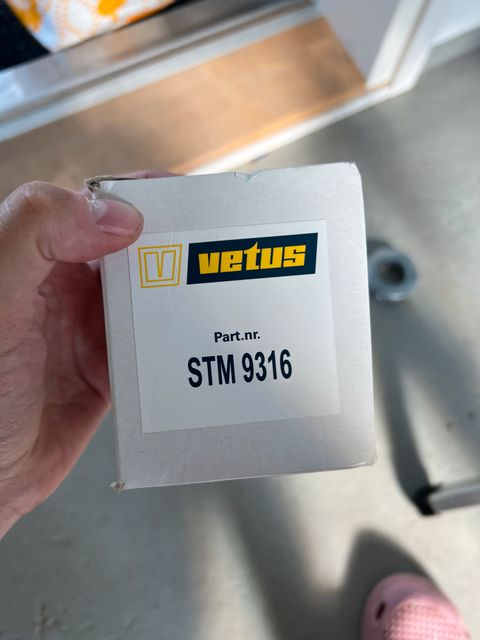 V vetus
Part.nr.
STM 9316